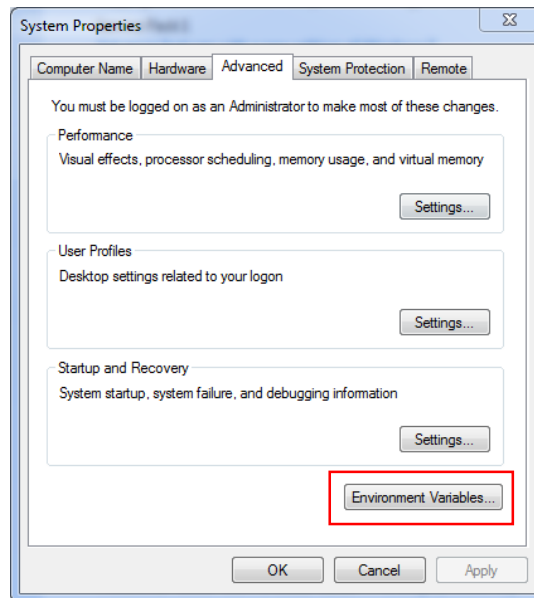 System Properties
Computer Name Hardware Advanced System Protection Remote
You must be logged on as an Administrator to make most of these changes.
Performance
Visual effects, processor scheduling, memory usage, and virtual memory
Settings...
User Profiles
Desktop settings related to your logon
Settings...
Startup and Recovery
System startup, system failure, and debugging information
Settings...
Environment Variables...
OK Cancel Apply